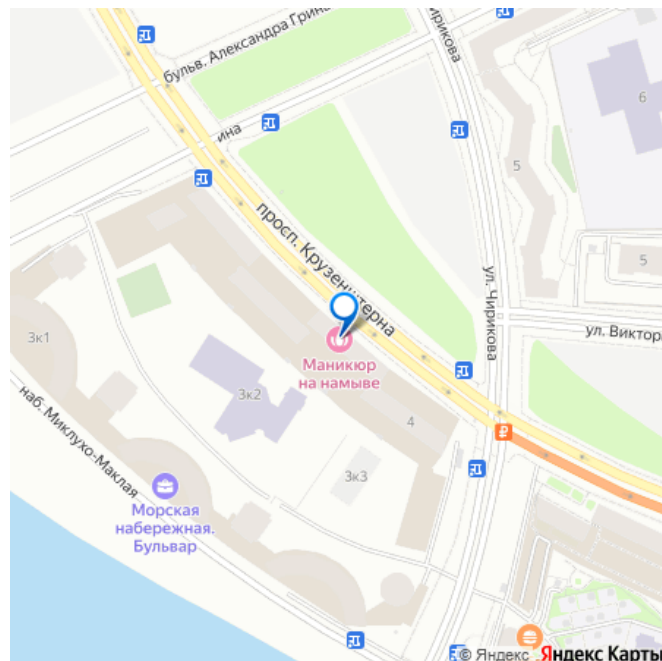 бульв. Александра Грина
ирикова
6
ина
5
просп. Крузенштерна
5
ул. Чирикова
ул. Виктора
3к1
Маникюр
на намыве
3к2
4
наб. Миклухо-Маклая
3к3
Морская
набережная.
Бульвар
₽
© Яндекс Яндекс Карты